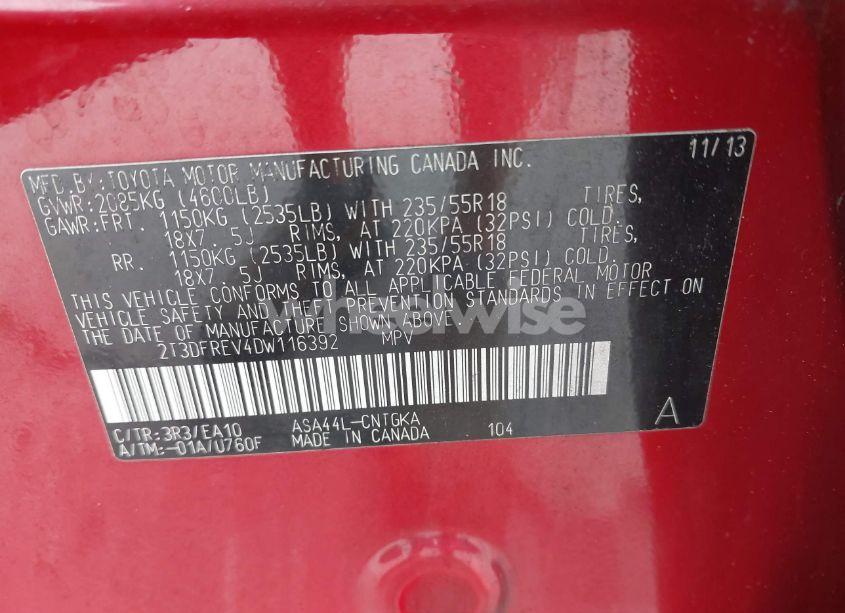 MFD. BY: TOYOTA MOTOR MANUFACTURING CANADA INC. 11/13
GVWR: 2085KG (4600LB)
GAWR: FRT. 1150KG (2535LB) WITH 235/55R18 TIRES,
18X7. 5J RIMS, AT 220KPA (32PSI) COLD.
RR. 1150KG (2535LB) WITH 235/55R18 TIRES,
18X7. 5J RIMS, AT 220KPA (32PSI) COLD.
THIS VEHICLE CONFORMS TO ALL APPLICABLE FEDERAL MOTOR
VEHICLE SAFETY AND THEFT PREVENTION STANDARDS IN EFFECT ON
THE DATE OF MANUFACTURE SHOWN ABOVE.
2T3DFREV4DW116392 MPV
wheelwise
C/TR: 3R3/EA10 ASA44L-CNTGKA A
A/TM: -01A/U760F MADE IN CANADA 104